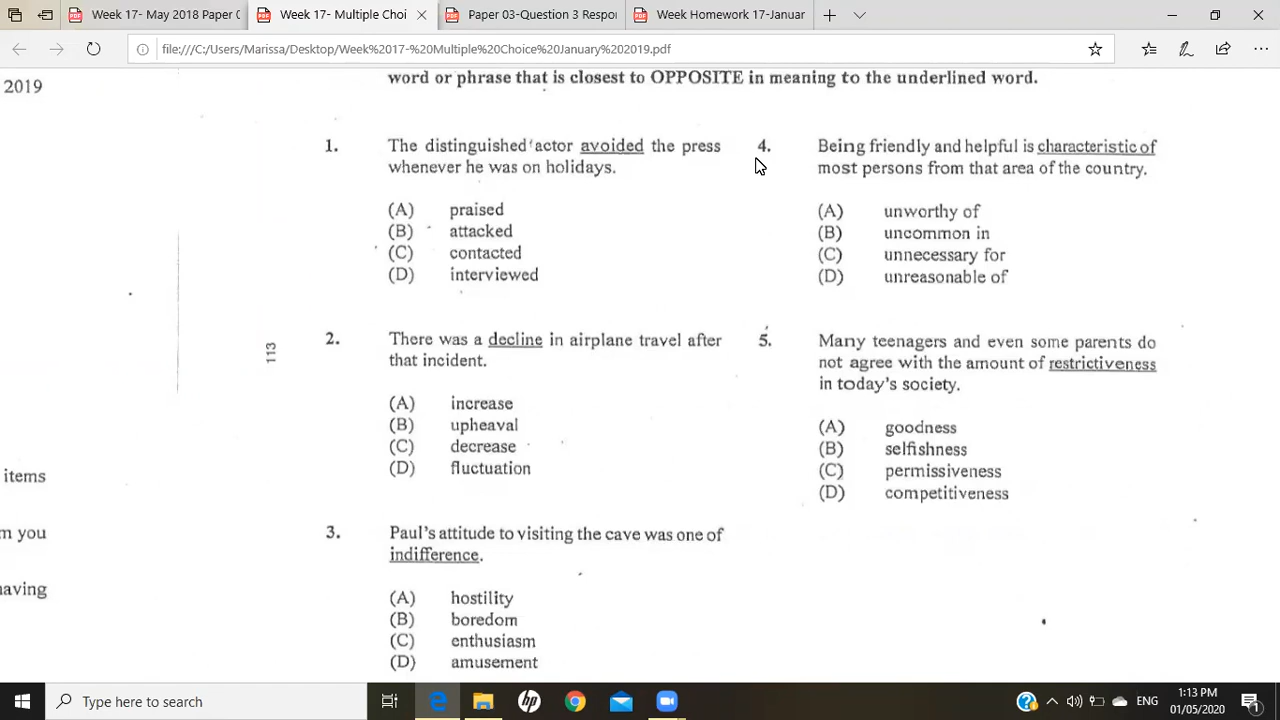 Week 17- May 2018 Paper (
Week 17- Multiple Choi
Paper 03-Question 3 Respor
Week Homework 17-Januar
file:///C:/Users/Marissa/Desktop/Week%2017-%20Multiple%20Choice%20January%202019.pdf
2019
word or phrase that is closest to OPPOSITE in meaning to the underlined word.
1. The distinguished actor avoided the press
whenever he was on holidays.
(A) praised
(B) attacked
(C) contacted
(D) interviewed
2. There was a decline in airplane travel after
that incident.
(A) increase
(B) upheaval
(C) decrease
(D) fluctuation
3. Paul's attitude to visiting the cave was one of
indifference.
(A) hostility
(B) boredom
(C) enthusiasm
(D) amusement
4. Being friendly and helpful is characteristic of
most persons from that area of the country.
(A) unworthy of
(B) uncommon in
(C) unnecessary for
(D) unreasonable of
5. Many teenagers and even some parents do
not agree with the amount of restrictiveness
in today's society.
(A) goodness
(B) selfishness
(C) permissiveness
(D) competitiveness
113
items
m you
naving
Type here to search
hp
ENG
1:13 PM
01/05/2020
1